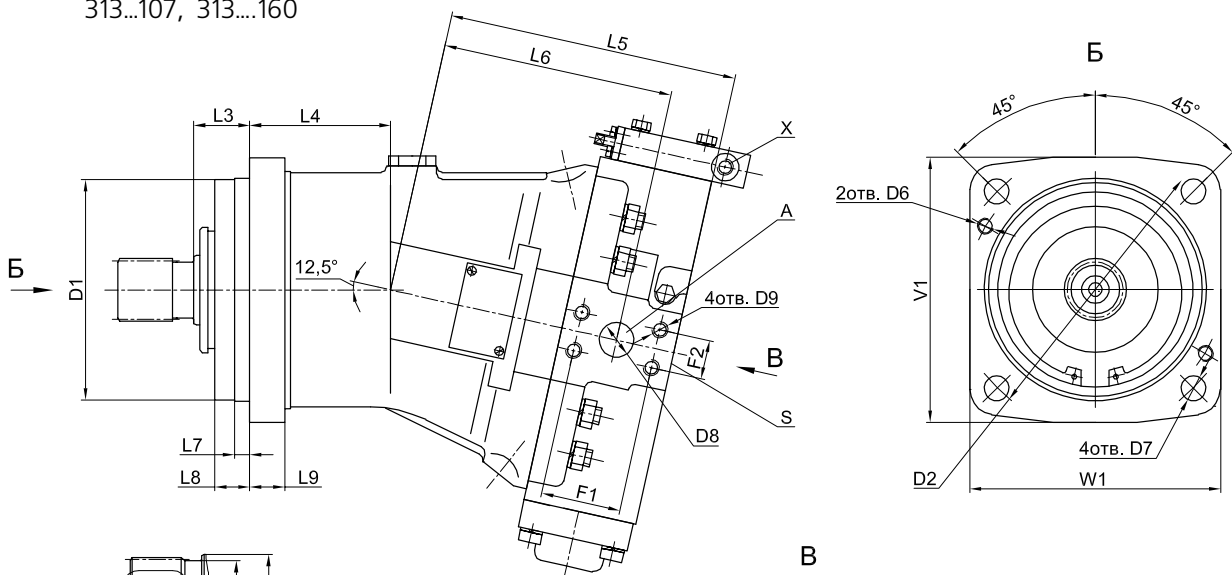 313...107, 313....160
L5
L6
L3
L4
X
A
Б
12,5°
D1
4отв. D9
F2
В
S
D8
L7
L8
L9
F1
В
Б
45°
45°
2отв. D6
V1
4отв. D7
D2
W1